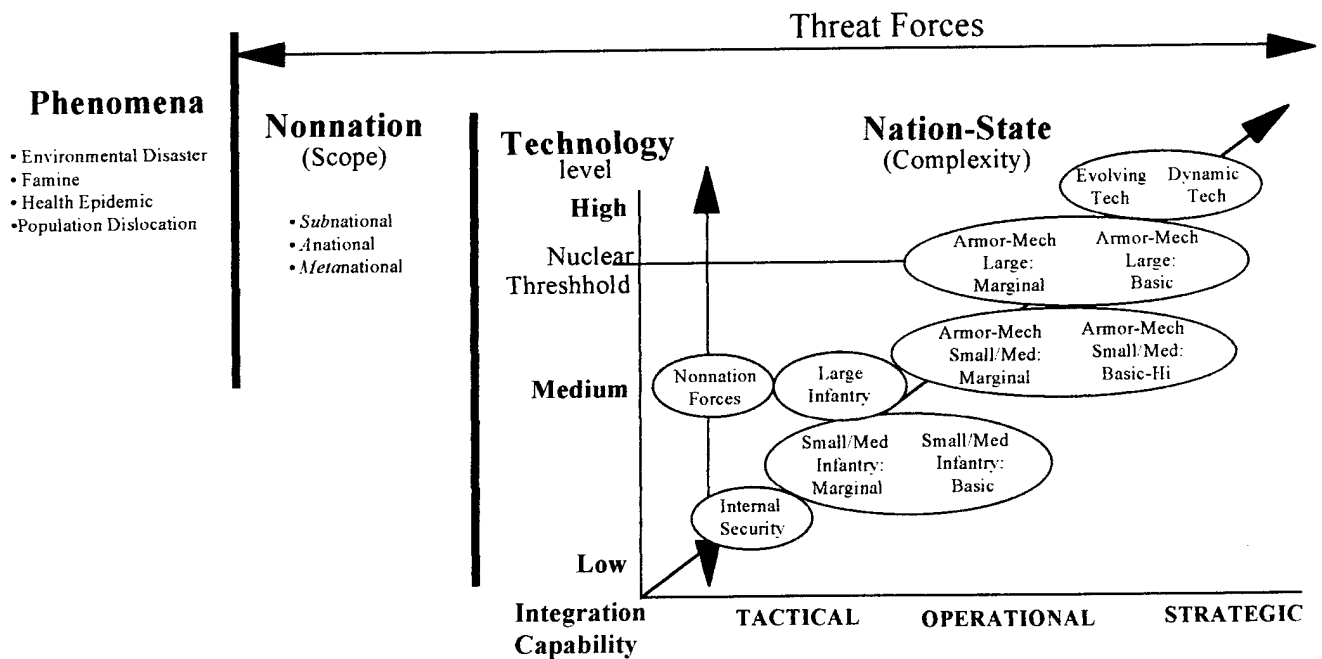 Threat Forces
Phenomena
• Environmental Disaster
• Famine
• Health Epidemic
•Population Dislocation
Nonnation
(Scope)
• Subnational
• Anational
• Metanational
Technology
level
Nation-State
(Complexity)
High
Nuclear
Threshhold
Medium
Low
Evolving
Tech
Dynamic
Tech
Armor-Mech
Large:
Marginal
Armor-Mech
Large:
Basic
Armor-Mech
Small/Med:
Marginal
Armor-Mech
Small/Med:
Basic-Hi
Nonnation
Forces
Large
Infantry
Small/Med
Infantry:
Marginal
Small/Med
Infantry:
Basic
Internal
Security
Integration
Capability
TACTICAL
OPERATIONAL
STRATEGIC